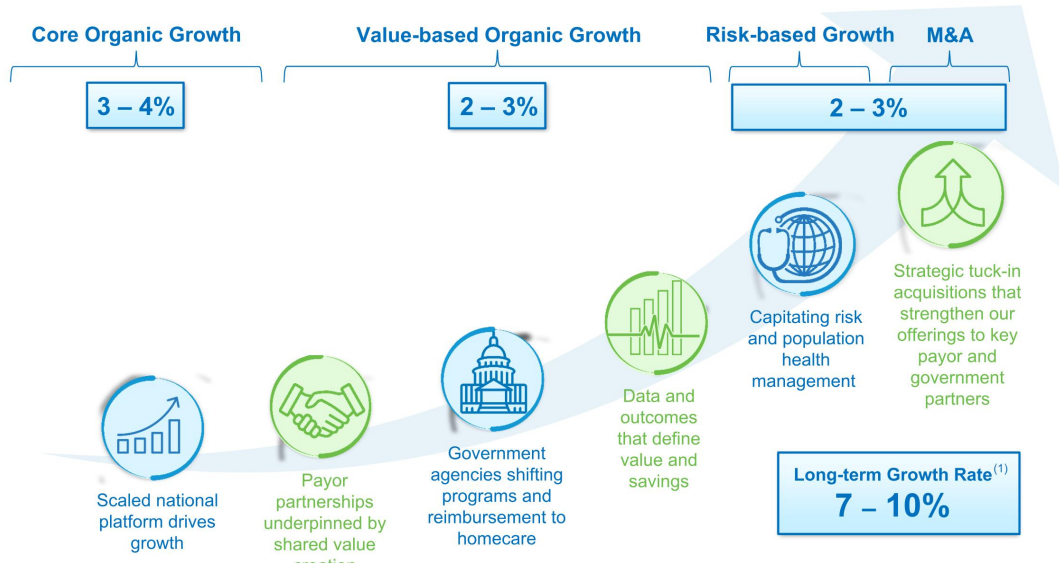 Core Organic Growth
Value-based Organic Growth
Risk-based Growth
M&A
3 – 4%
2 – 3%
2 – 3%
Scaled national
platform drives
growth
Payor
partnerships
underpinned by
shared value
Government
agencies shifting
programs and
reimbursement to
homecare
Data and
outcomes
that define
value and
savings
Capitating risk
and population
health
management
Strategic tuck-in
acquisitions that
strengthen our
offerings to key
payor and
government
partners
Long-term Growth Rate(1)
7 – 10%